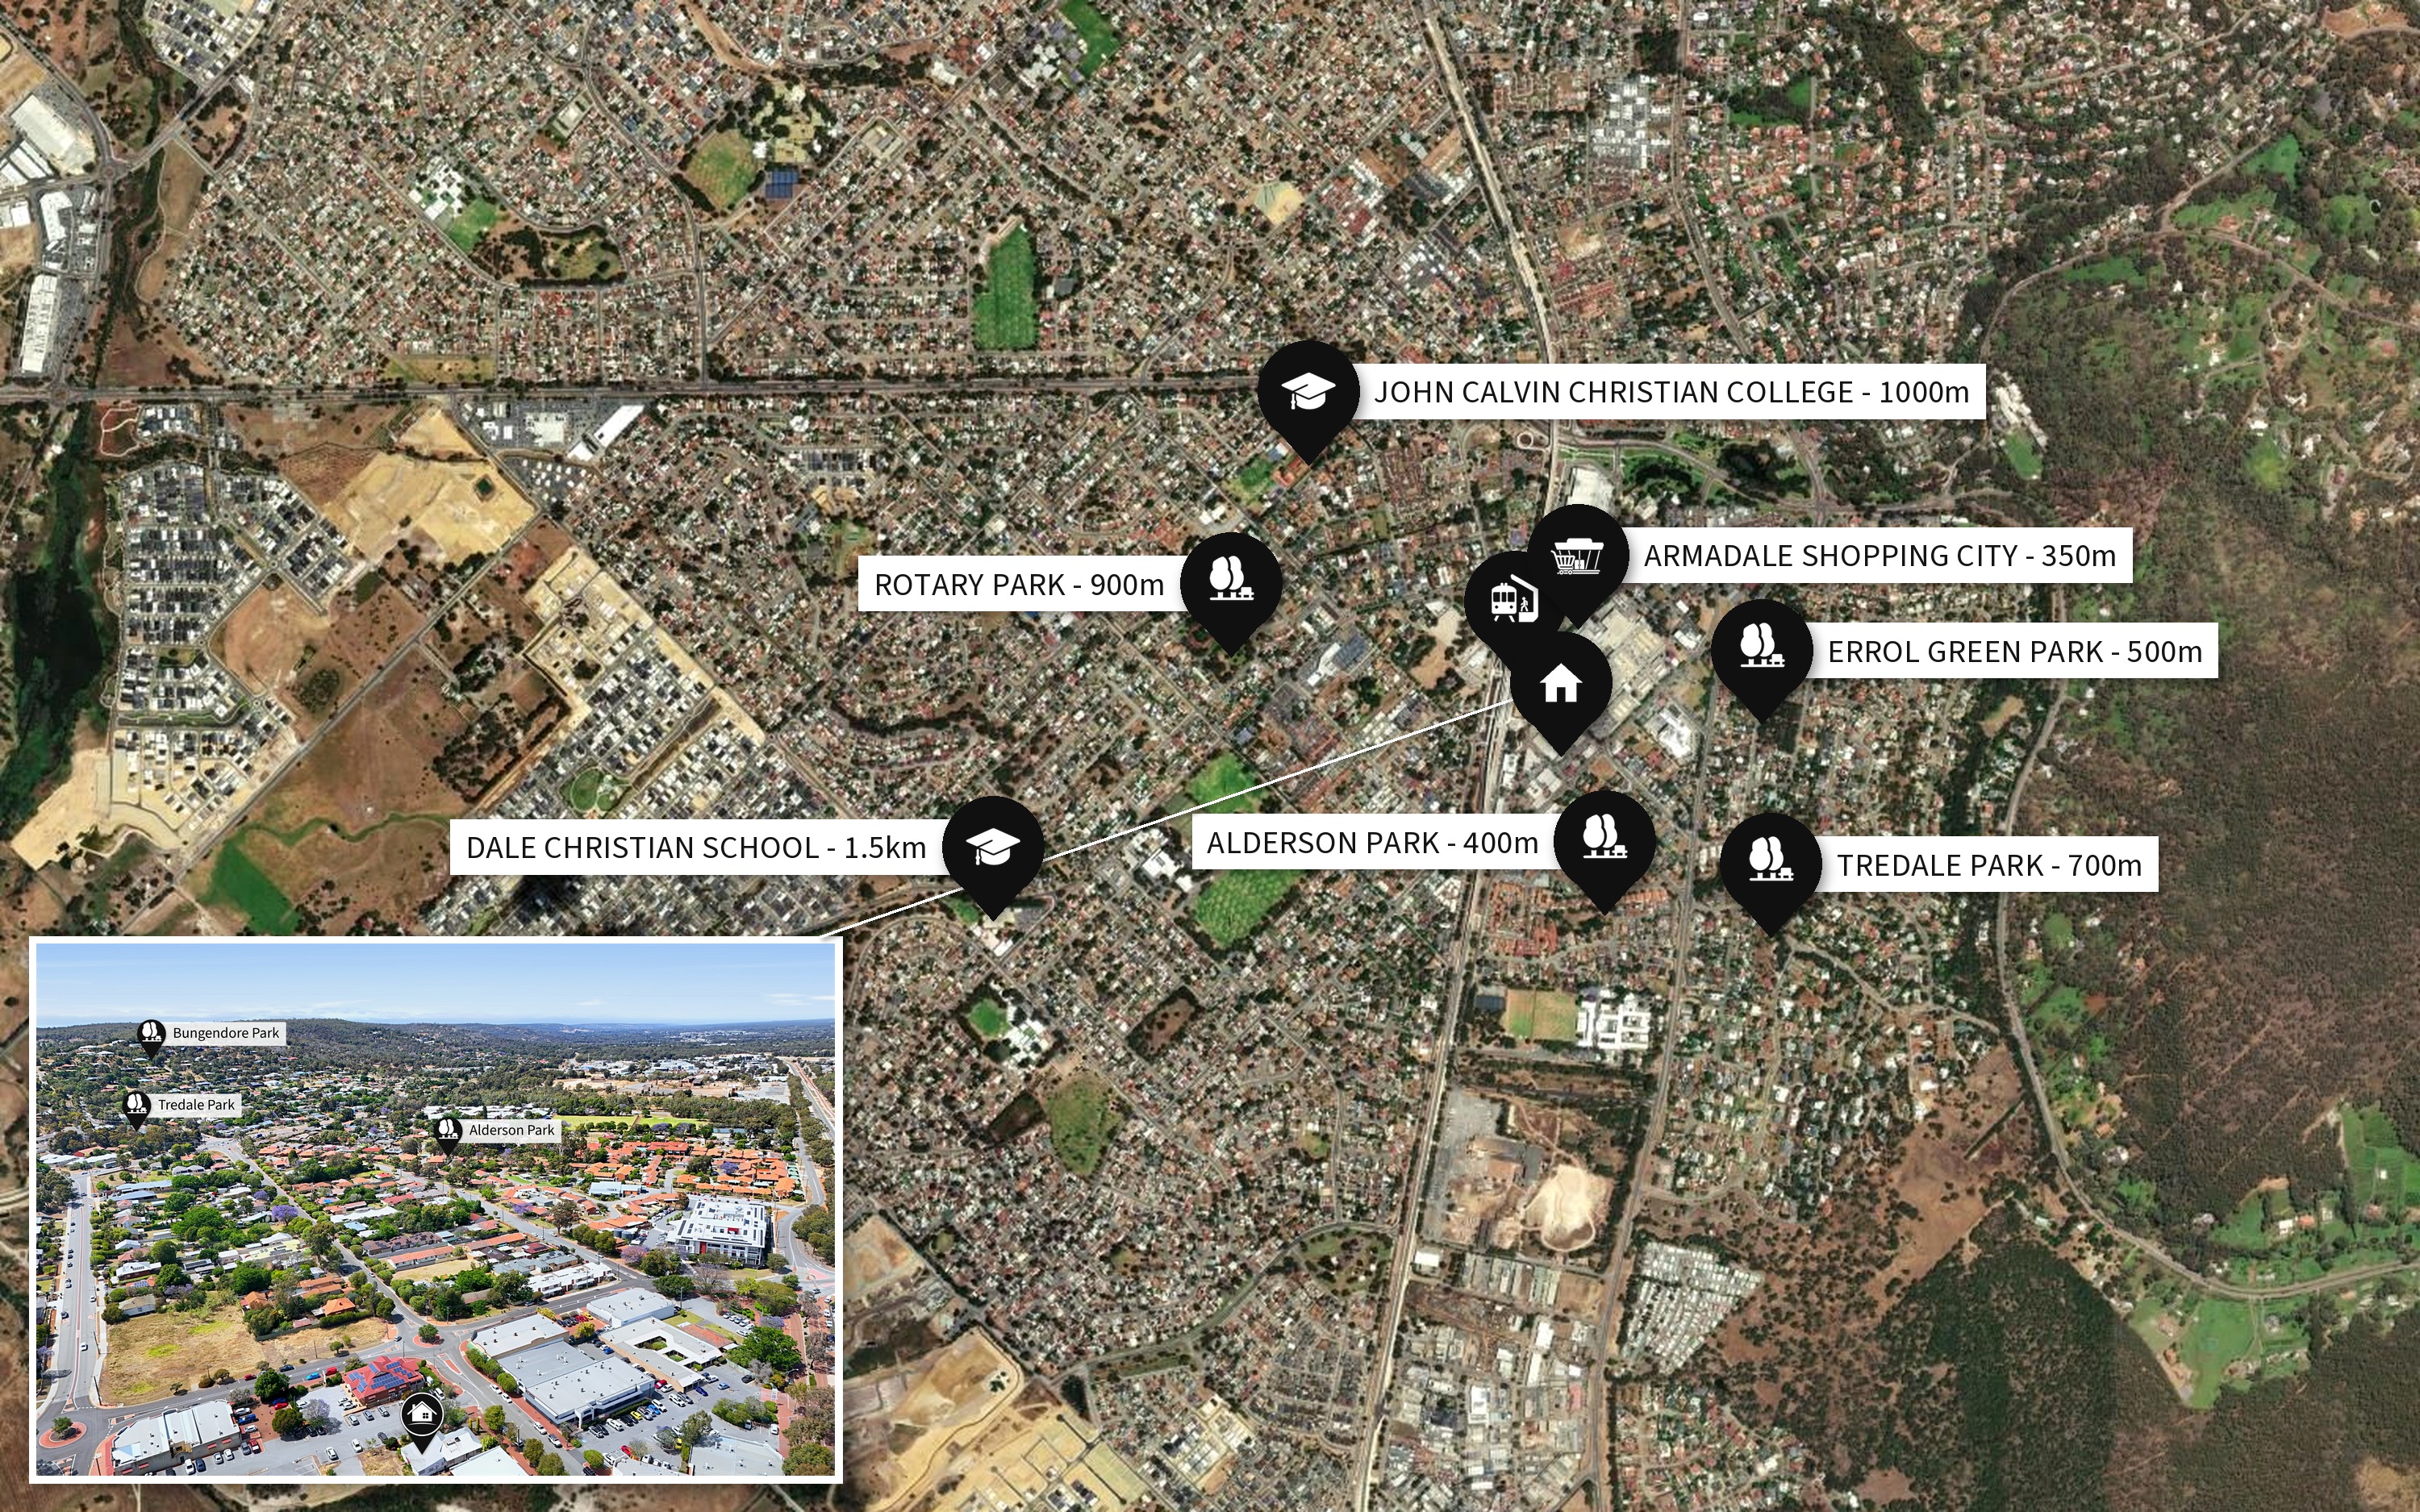 JOHN CALVIN CHRISTIAN COLLEGE - 1000m
ARMADALE SHOPPING CITY - 350m
ROTARY PARK - 900m
ERROL GREEN PARK - 500m
DALE CHRISTIAN SCHOOL - 1.5km
ALDERSON PARK - 400m
TREDALE PARK - 700m
Bungendore Park
Tredale Park
Alderson Park